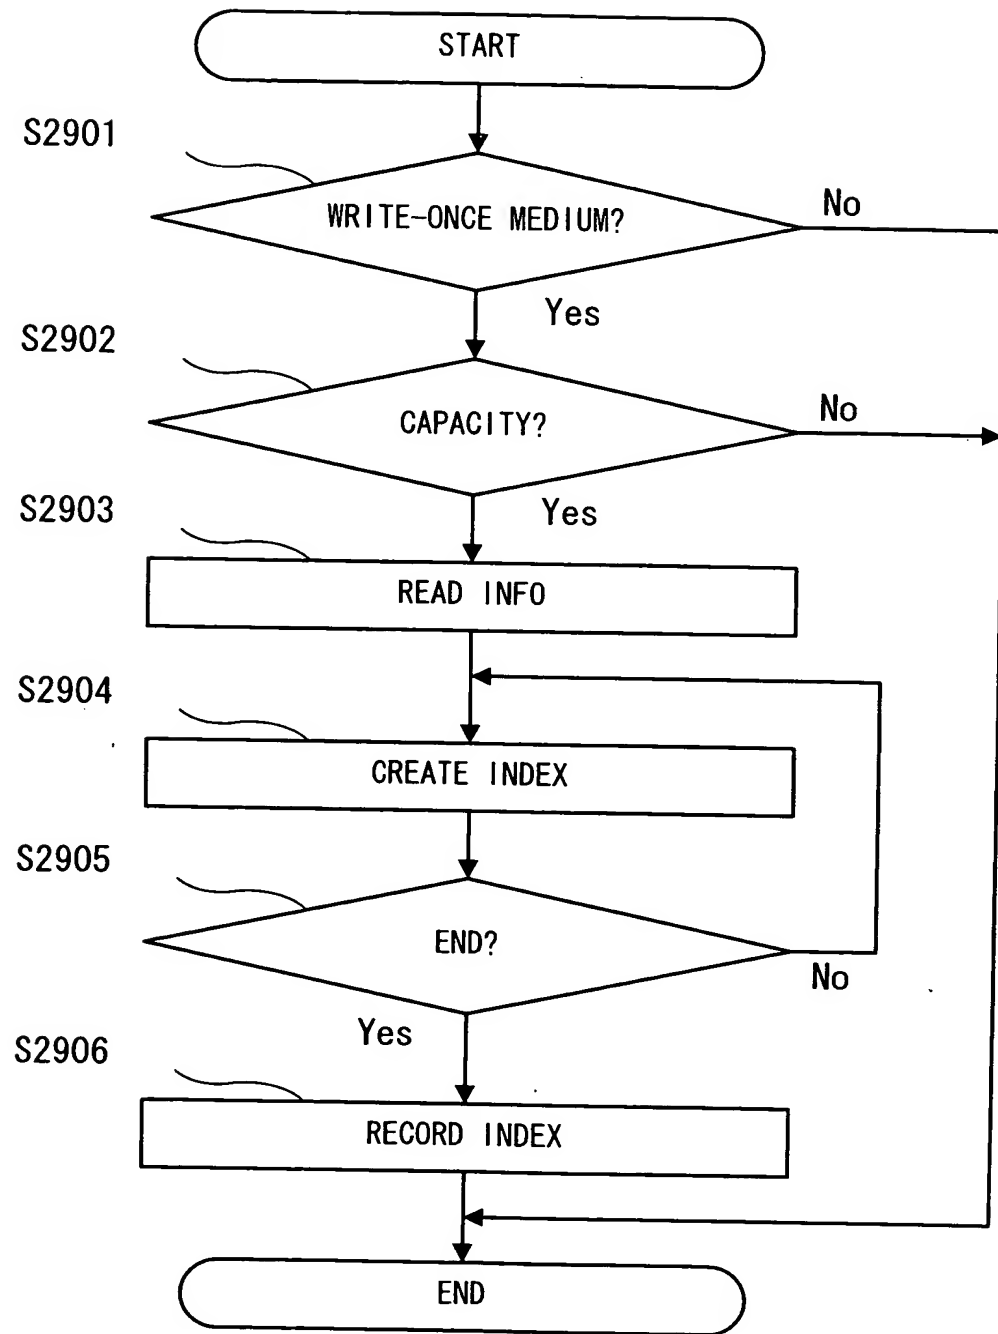 START
S2901
WRITE-ONCE MEDIUM?
No
Yes
S2902
CAPACITY?
No
Yes
S2903
READ INFO
S2904
CREATE INDEX
S2905
END?
No
Yes
S2906
RECORD INDEX
END